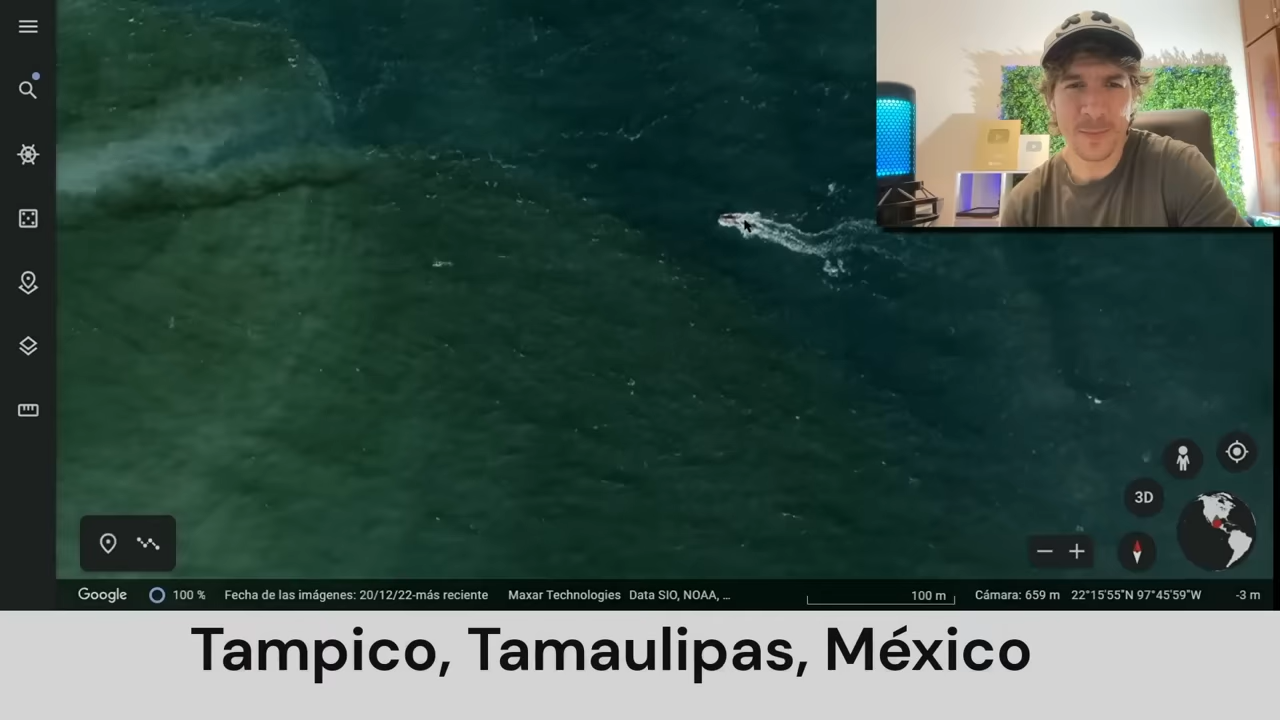 3D
Google
100 %
Fecha de las imágenes: 20/12/22-más reciente
Maxar Technologies
Data SIO, NOAA, ...
100 m
Cámara: 659 m
22°15'55"N 97°45'59"W
-3 m
Tampico, Tamaulipas, México